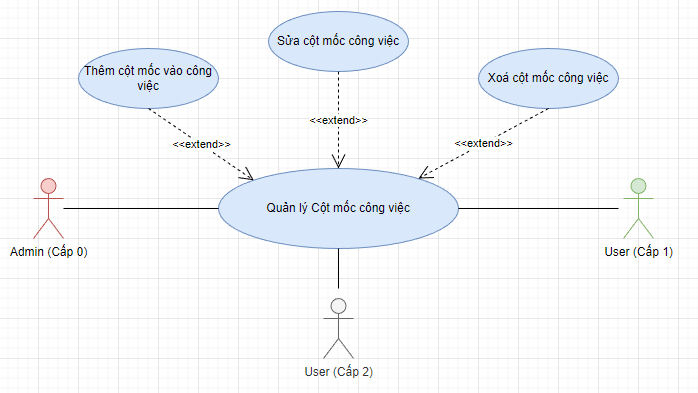 Sửa cột mốc công việc
Thêm cột mốc vào công
việc
Xoá cột mốc công việc
<<extend>>
<<extend>>
<<extend>>
Quản lý Cột mốc công việc
Admin (Cấp 0)
User (Cấp 1)
User (Cấp 2)